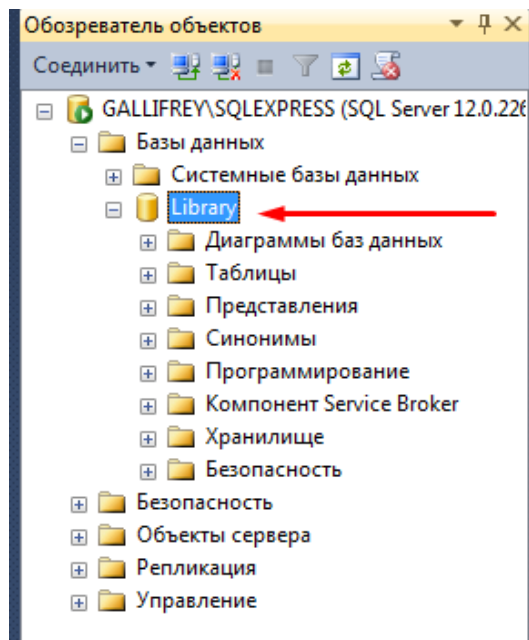 Обозреватель объектов
Соединить
GALLIFREY\SQLEXPRESS (SQL Server 12.0.226
Базы данных
Системные базы данных
Library
Диаграммы баз данных
Таблицы
Представления
Синонимы
Программирование
Компонент Service Broker
Хранилище
Безопасность
Безопасность
Объекты сервера
Репликация
Управление